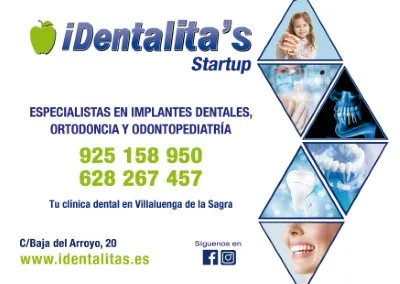 iDentalita's
Startup
ESPECIALISTAS EN IMPLANTES DENTALES,
ORTODONCIA Y ODONTOPEDIATRÍA
925 158 950
628 267 457
Tu clínica dental en Villaluenga de la Sagra
C/Baja del Arroyo, 20
Síguenos en
www.identalitas.es